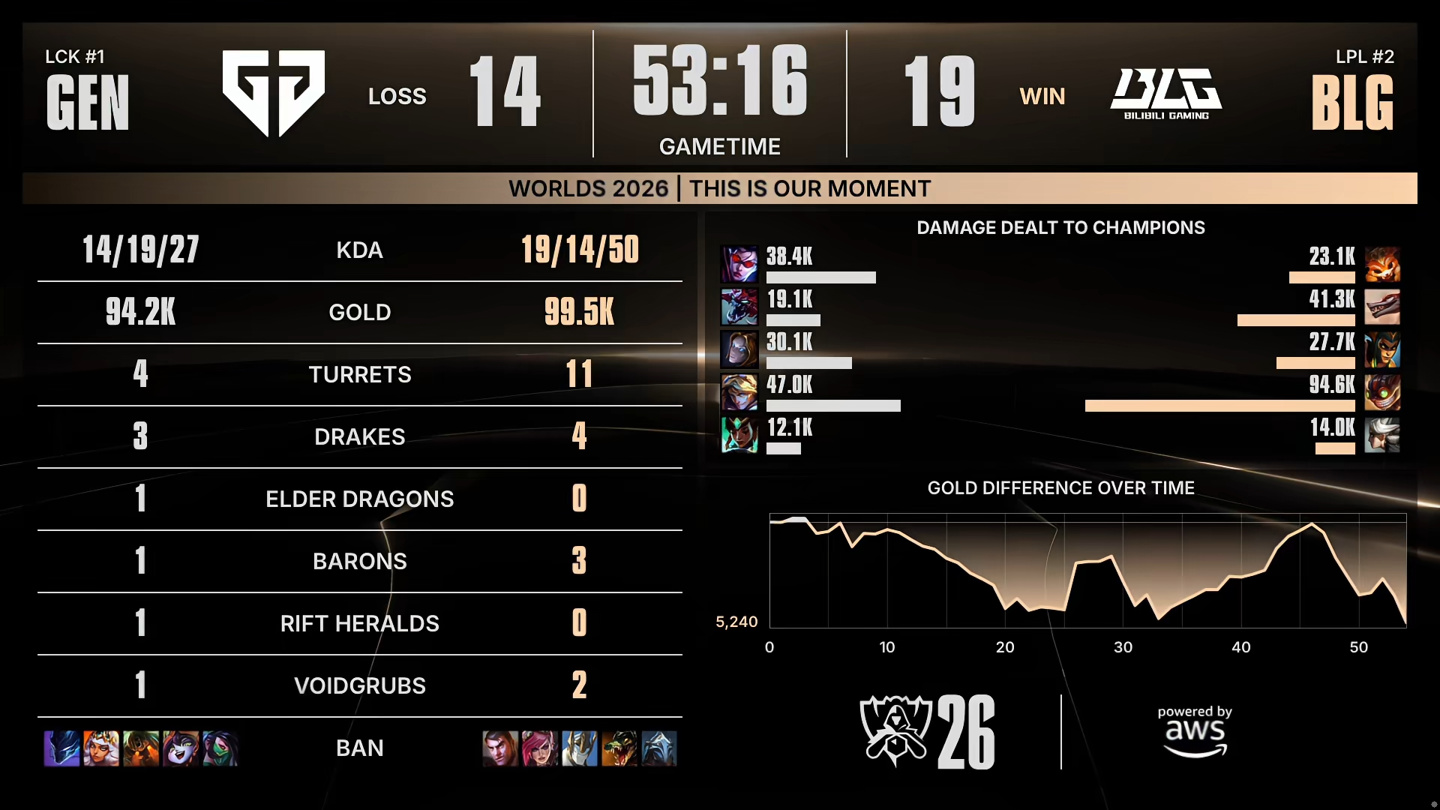 LCK #1
GEN
LOSS
14
53:16
GAMETIME
19
WIN
BLG
BILIBILI GAMING
LPL #2
BLG
WORLDS 2026 | THIS IS OUR MOMENT
14/19/27 KDA 19/14/50
94.2K GOLD 99.5K
4 TURRETS 11
3 DRAKES 4
1 ELDER DRAGONS 0
1 BARONS 3
1 RIFT HERALDS 0
1 VOIDGRUBS 2
BAN
DAMAGE DEALT TO CHAMPIONS
38.4K 23.1K
19.1K 41.3K
30.1K 27.7K
47.0K 94.6K
12.1K 14.0K
GOLD DIFFERENCE OVER TIME
5,240
0 10 20 30 40 50
26
powered by
aws